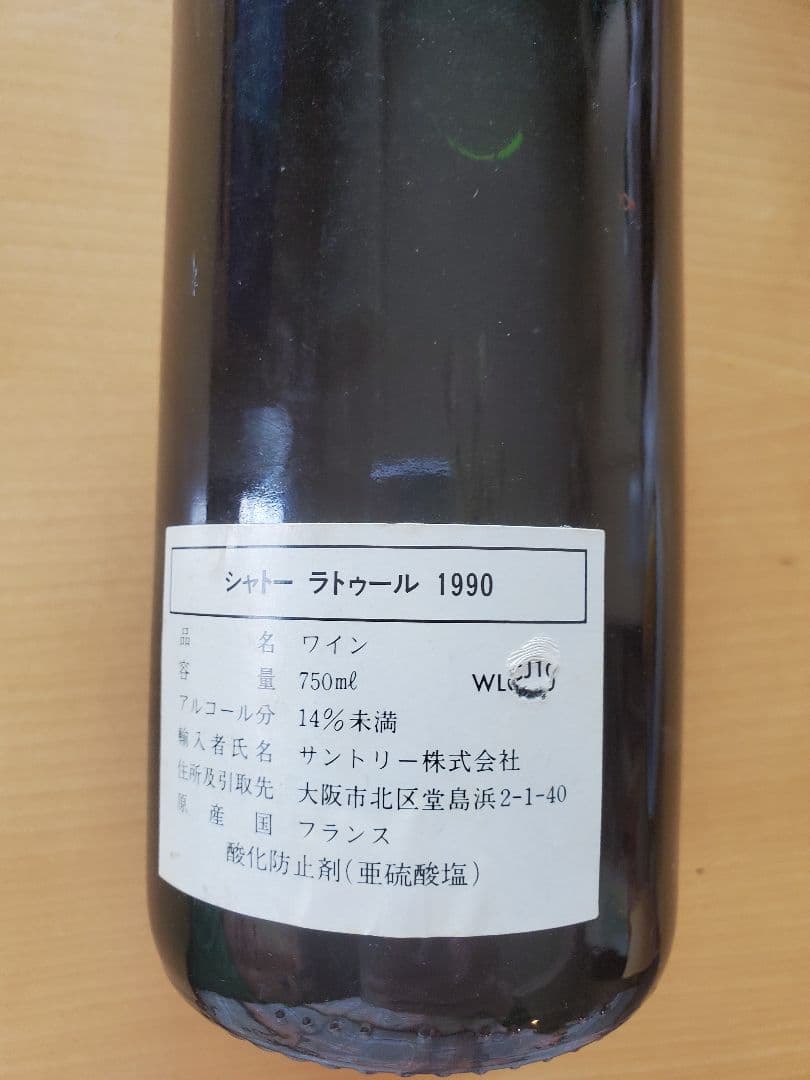 シャトー ラトゥール 1990
品名 ワイン
容量 750mℓ
アルコール分 14%未満
輸入者氏名 サントリー株式会社
住所及引取先 大阪市北区堂島浜2-1-40
原産国 フランス
酸化防止剤(亜硫酸塩)